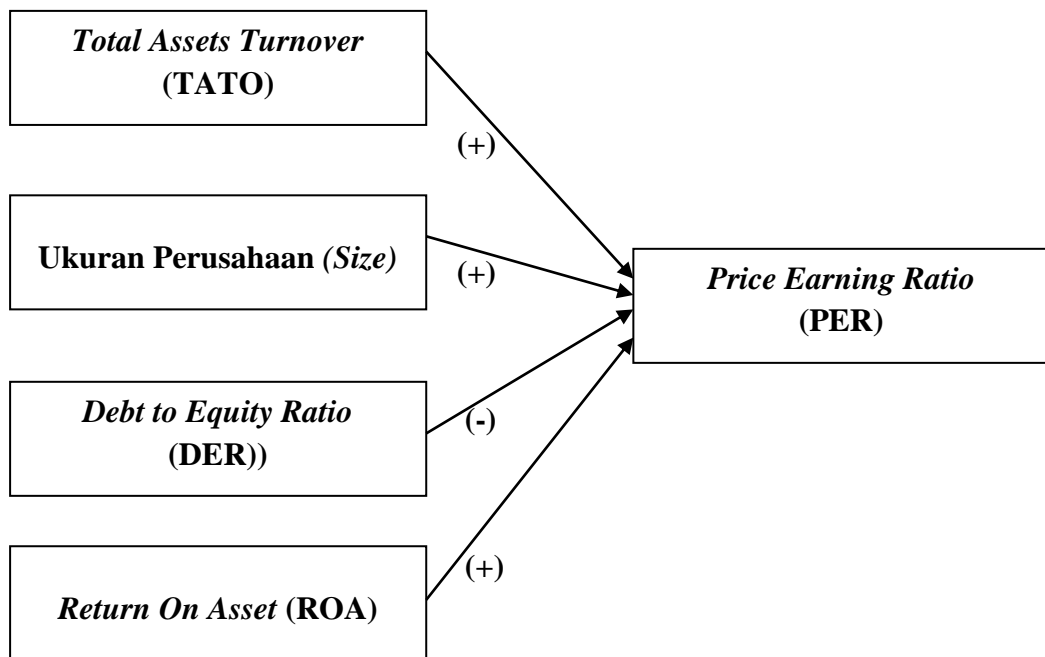 Total Assets Turnover
(TATO)
(+)
Ukuran Perusahaan (Size)
(+)
Price Earning Ratio
(PER)
Debt to Equity Ratio
(DER))
(-)
(+)
Return On Asset (ROA)